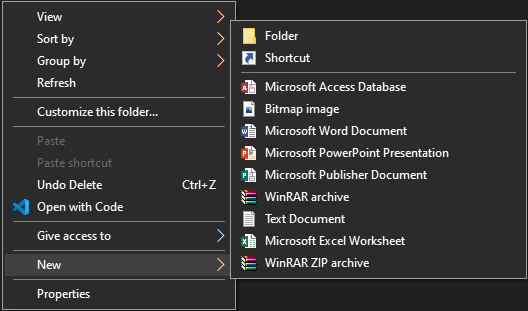 View
Sort by
Group by
Refresh
Customize this folder...
Paste
Paste shortcut
Undo Delete Ctrl+Z
Open with Code
Give access to
New
Properties
Folder
Shortcut
Microsoft Access Database
Bitmap image
Microsoft Word Document
Microsoft PowerPoint Presentation
Microsoft Publisher Document
WinRAR archive
Text Document
Microsoft Excel Worksheet
WinRAR ZIP archive